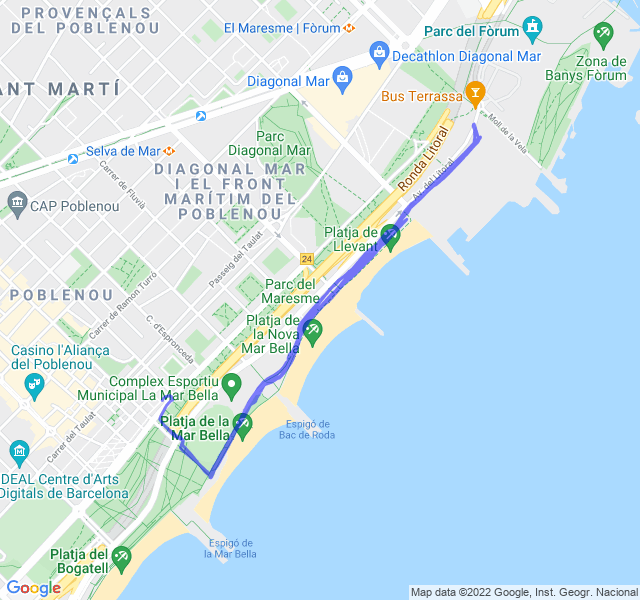 PROVENÇALS
DEL POBLENOU
El Maresme | Fòrum
Parc del Fòrum
Decathlon Diagonal Mar
Zona de
Banys Fòrum
Diagonal Mar
ANT MARTÍ
Bus Terrassa
Moll de la Vela
Parc
Diagonal Mar
Ronda Litoral
Selva de Mar
Carrer de Fluvià
DIAGONAL MAR
I EL FRONT
MARÍTIM DEL
POBLENOU
Av. del Litoral
CAP Poblenou
Platja de
Llevant
Passeig del Taulat
24
Parc del
Maresme
POBLENOU
Carrer de Ramon Turró
Platja de
la Nova
Mar Bella
C. d'Espronceda
Casino l'Aliança
del Poblenou
Complex Esportiu
Municipal La Mar Bella
Platja de la
Mar Bella
Espigó de
Bac de Roda
Carrer del Taulat
DEAL Centre d'Arts
Digitals de Barcelona
Espigó de
la Mar Bella
Platja del
Bogatell
Google
Map data ©2022 Google, Inst. Geogr. Nacional